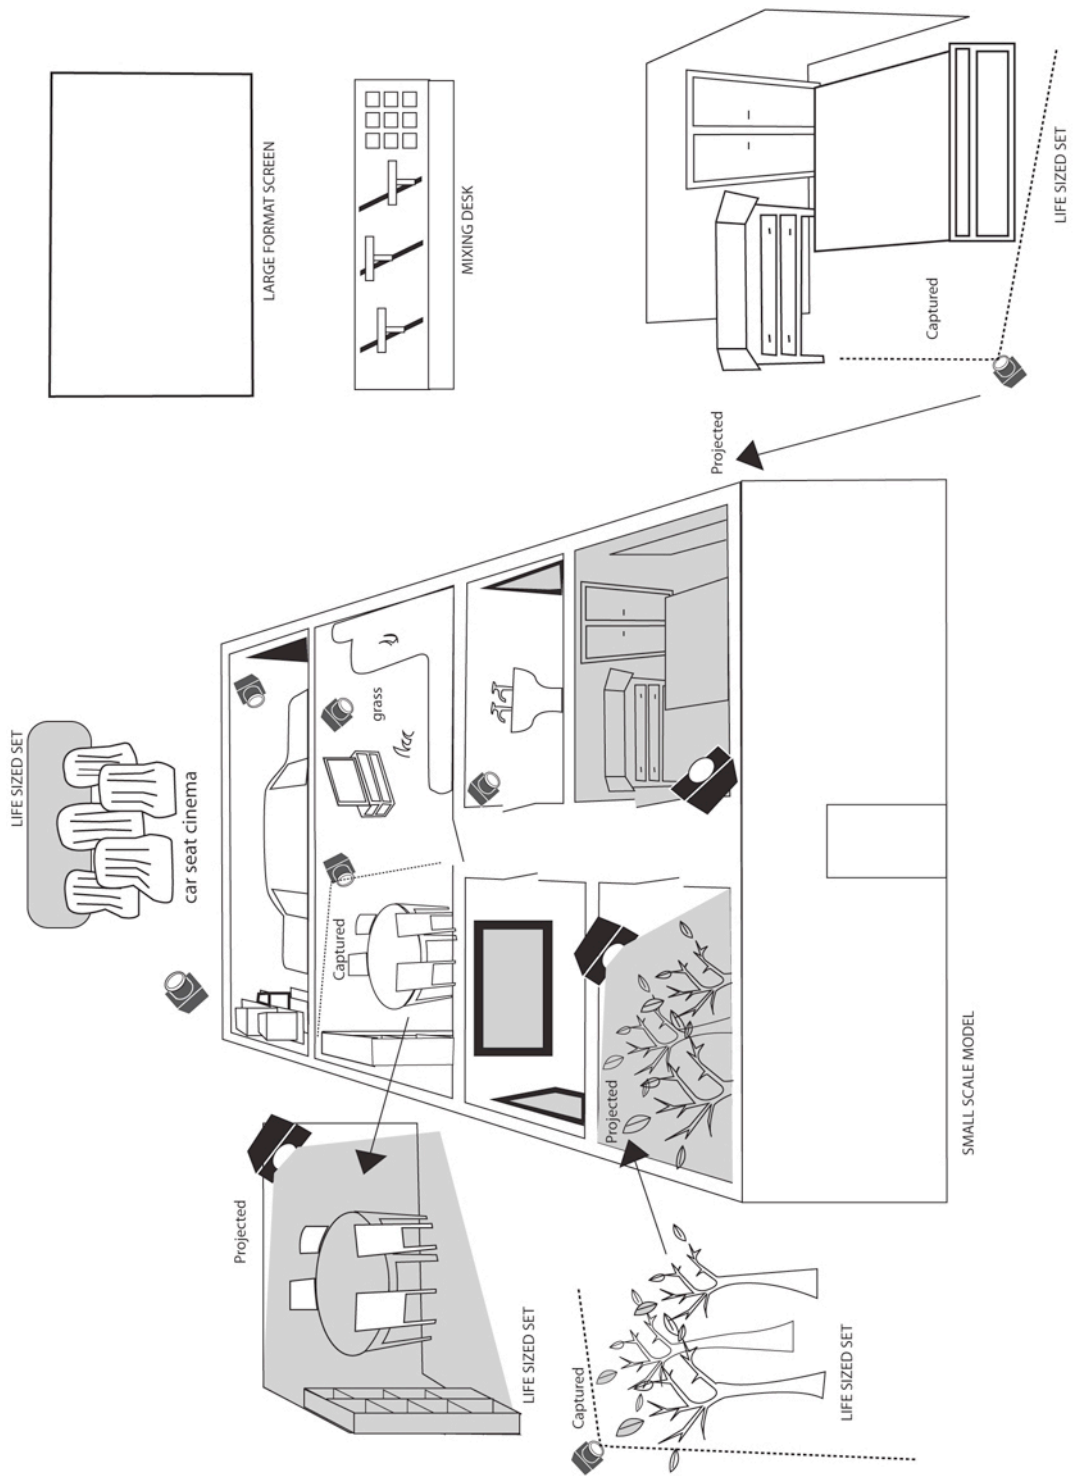 LIFE SIZED SET
car seat cinema
Projected
LARGE FORMAT SCREEN
Captured
grass
MIXING DESK
LIFE SIZED SET
Captured
Projected
Projected
LIFE SIZED SET
Captured
SMALL SCALE MODEL
LIFE SIZED SET